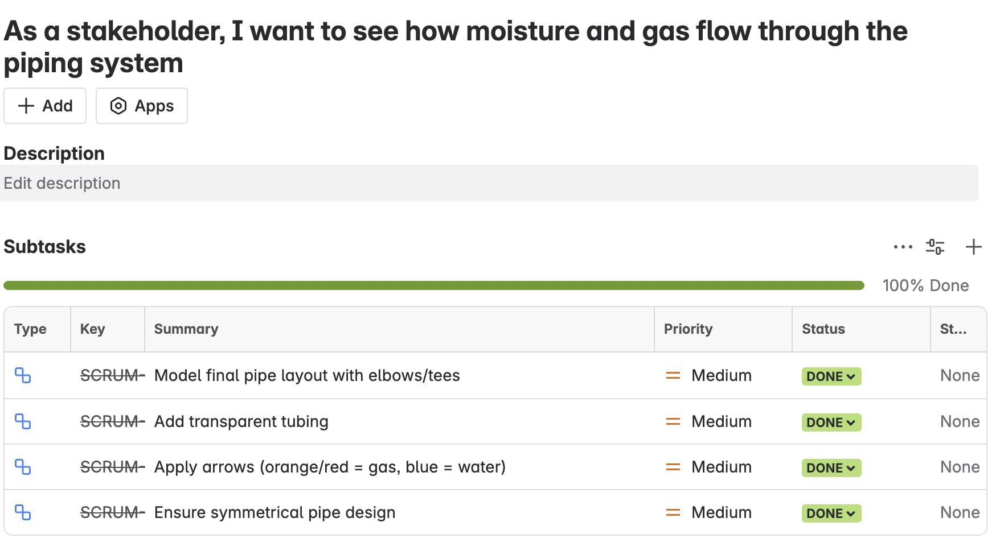 As a stakeholder, I want to see how moisture and gas flow through the
piping system
Add Apps
Description
Edit description
Subtasks
100% Done
Type Key Summary Priority Status St...
SCRUM- Model final pipe layout with elbows/tees Medium DONE None
SCRUM- Add transparent tubing Medium DONE None
SCRUM- Apply arrows (orange/red = gas, blue = water) Medium DONE None
SCRUM- Ensure symmetrical pipe design Medium DONE None